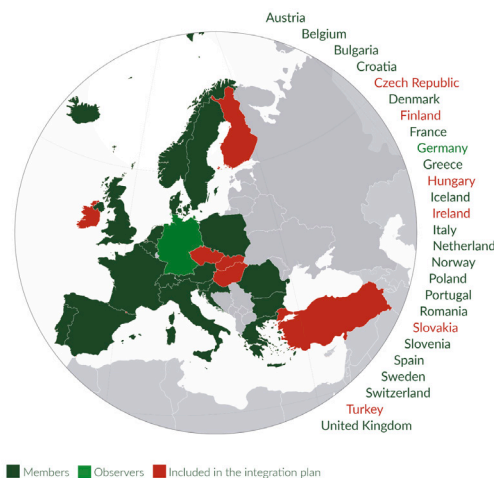 Austria
Belgium
Bulgaria
Croatia
Czech Republic
Denmark
Finland
France
Germany
Greece
Hungary
Iceland
Ireland
Italy
Netherland
Norway
Poland
Portugal
Romania
Slovakia
Slovenia
Spain
Sweden
Switzerland
Turkey
United Kingdom
Members Observers Included in the integration plan